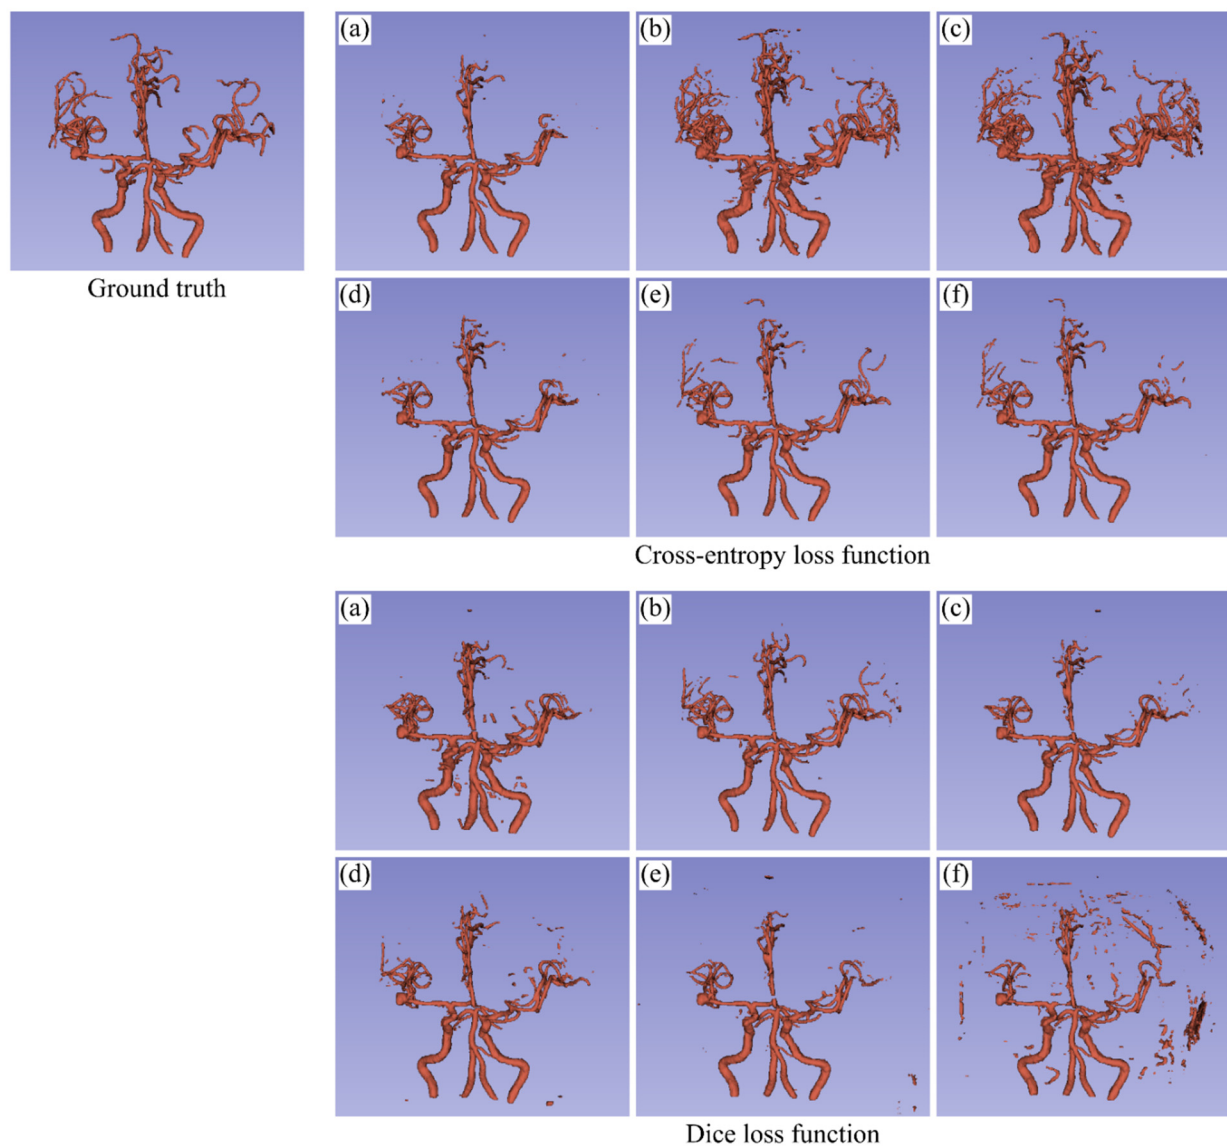 (a) (b) (c)
Ground truth
(d) (e) (f)
Cross-entropy loss function
(a) (b) (c)
(d) (e) (f)
Dice loss function